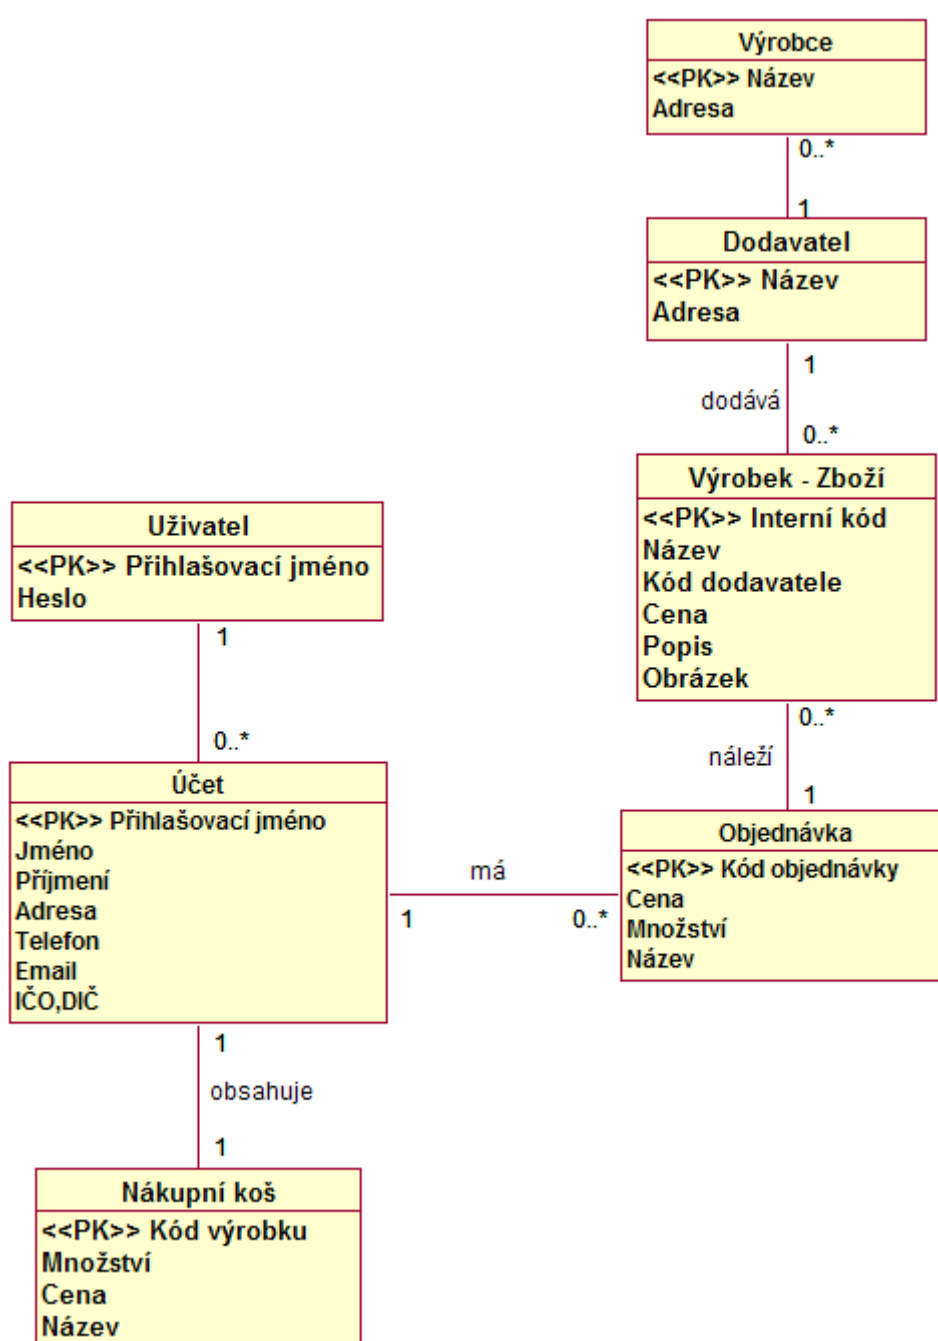 Výrobce
<<PK>> Název
Adresa
0..*
1
Dodavatel
<<PK>> Název
Adresa
1
dodává
0..*
Výrobek - Zboží
<<PK>> Interní kód
Název
Kód dodavatele
Cena
Popis
Obrázek
0..*
náleží
1
Objednávka
<<PK>> Kód objednávky
Cena
Množství
Název
Uživatel
<<PK>> Přihlašovací jméno
Heslo
1
0..*
Účet
<<PK>> Přihlašovací jméno
Jméno
Příjmení
Adresa
Telefon
Email
IČO,DIČ
má
1
0..*
1
obsahuje
1
Nákupní koš
<<PK>> Kód výrobku
Množství
Cena
Název